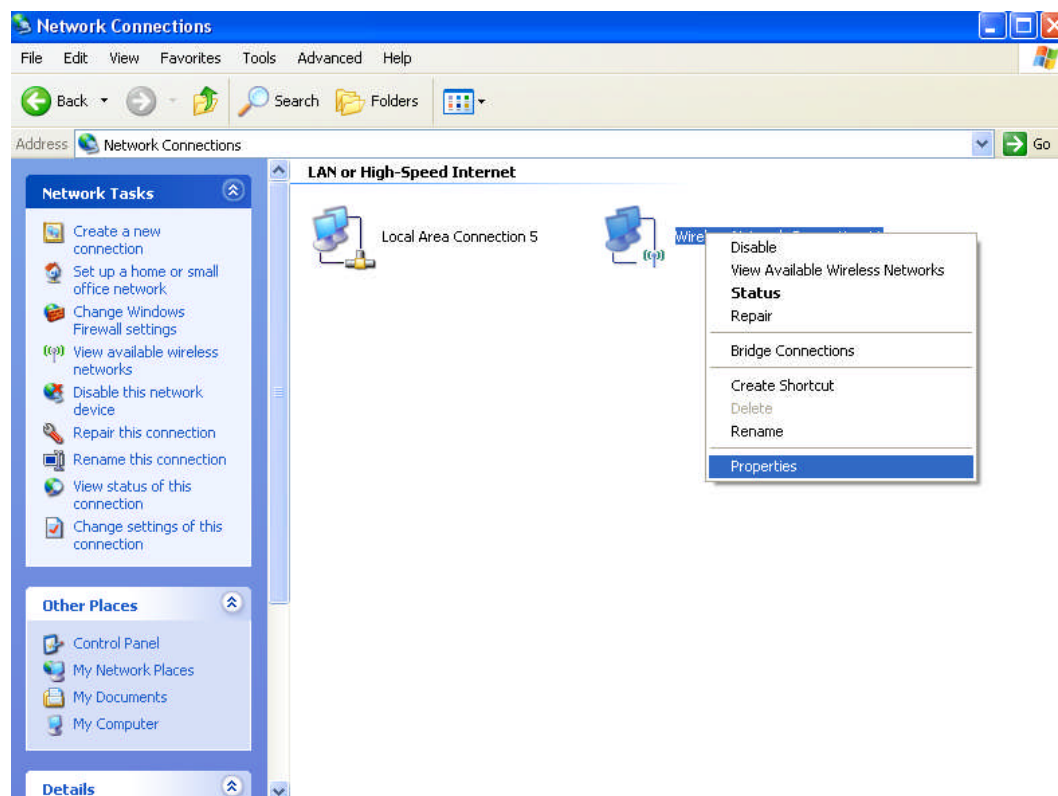 Network Connections
File Edit View Favorites Tools Advanced Help
Back Search Folders
Address Network Connections Go
Network Tasks
Create a new
connection
Set up a home or small
office network
Change Windows
Firewall settings
View available wireless
networks
Disable this network
device
Repair this connection
Rename this connection
View status of this
connection
Change settings of this
connection
Other Places
Control Panel
My Network Places
My Documents
My Computer
Details
LAN or High-Speed Internet
Local Area Connection 5
Disable
View Available Wireless Networks
Status
Repair
Bridge Connections
Create Shortcut
Delete
Rename
Properties